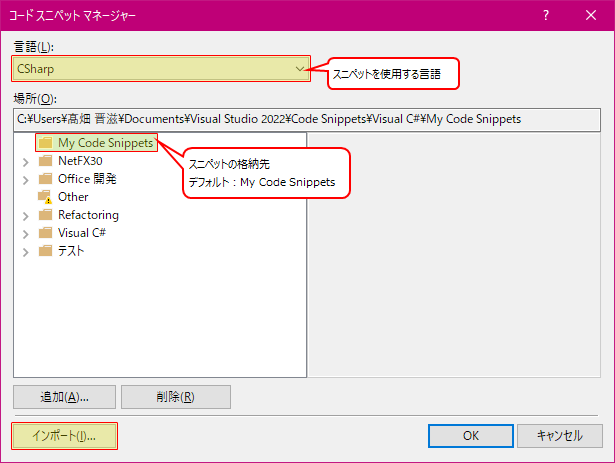 コード スニペット マネージャー
?
言語(L):
CSharp
スニペットを使用する言語
場所(O):
C:¥Users¥髙畑 晋滋¥Documents¥Visual Studio 2022¥Code Snippets¥Visual C#¥My Code Snippets
My Code Snippets
NetFX30
Office 開発
Other
Refactoring
Visual C#
テスト
スニペットの格納先
デフォルト：My Code Snippets
追加(A)...
削除(R)
インポート(I)...
OK
キャンセル